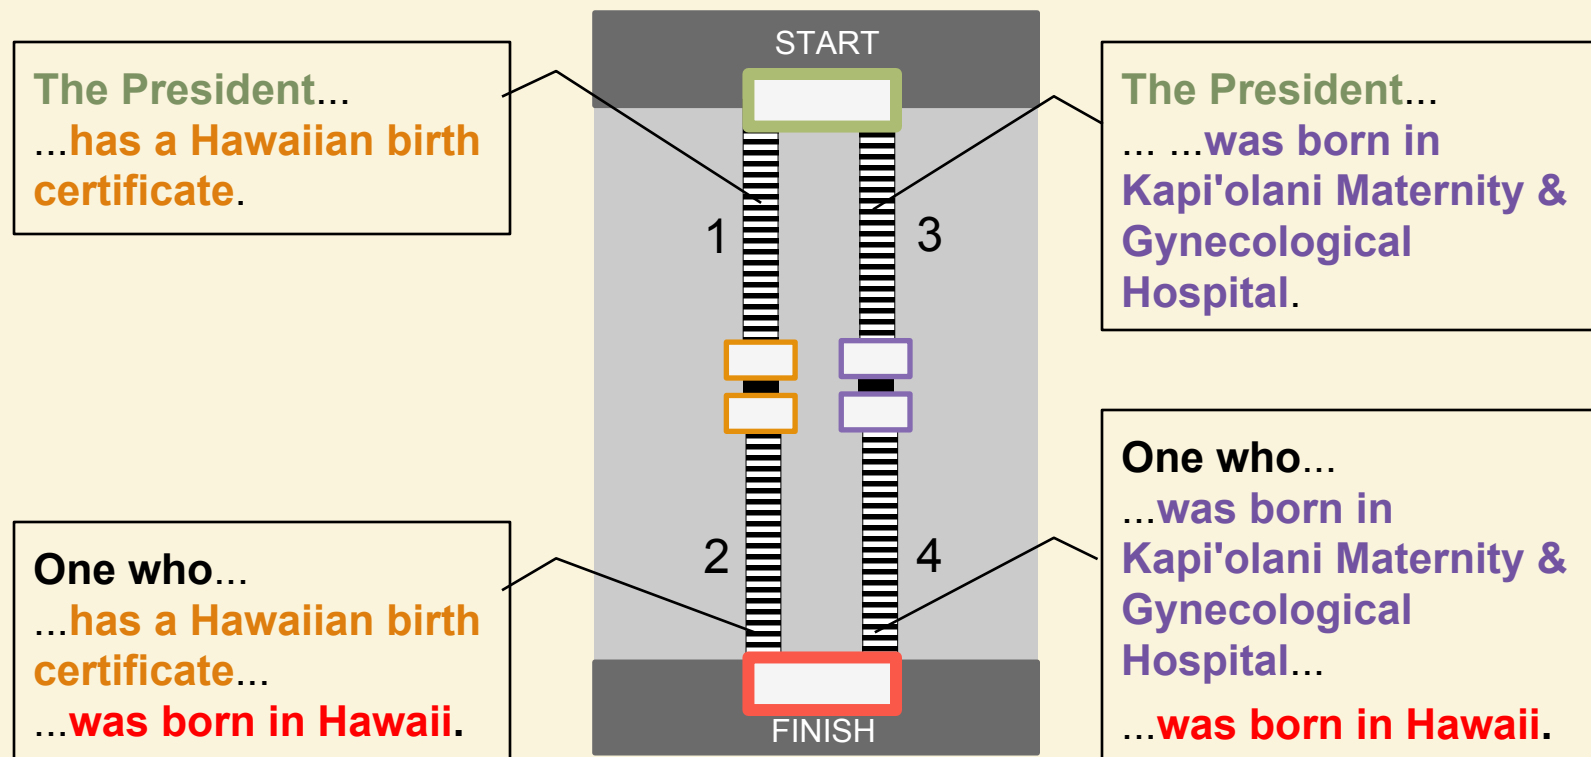 START
The President...
...has a Hawaiian birth
certificate.
The President...
... ...was born in
Kapi'olani Maternity &
Gynecological
Hospital.
1
3
2
4
One who...
...has a Hawaiian birth
certificate...
...was born in Hawaii.
One who...
...was born in
Kapi'olani Maternity &
Gynecological
Hospital...
...was born in Hawaii.
FINISH